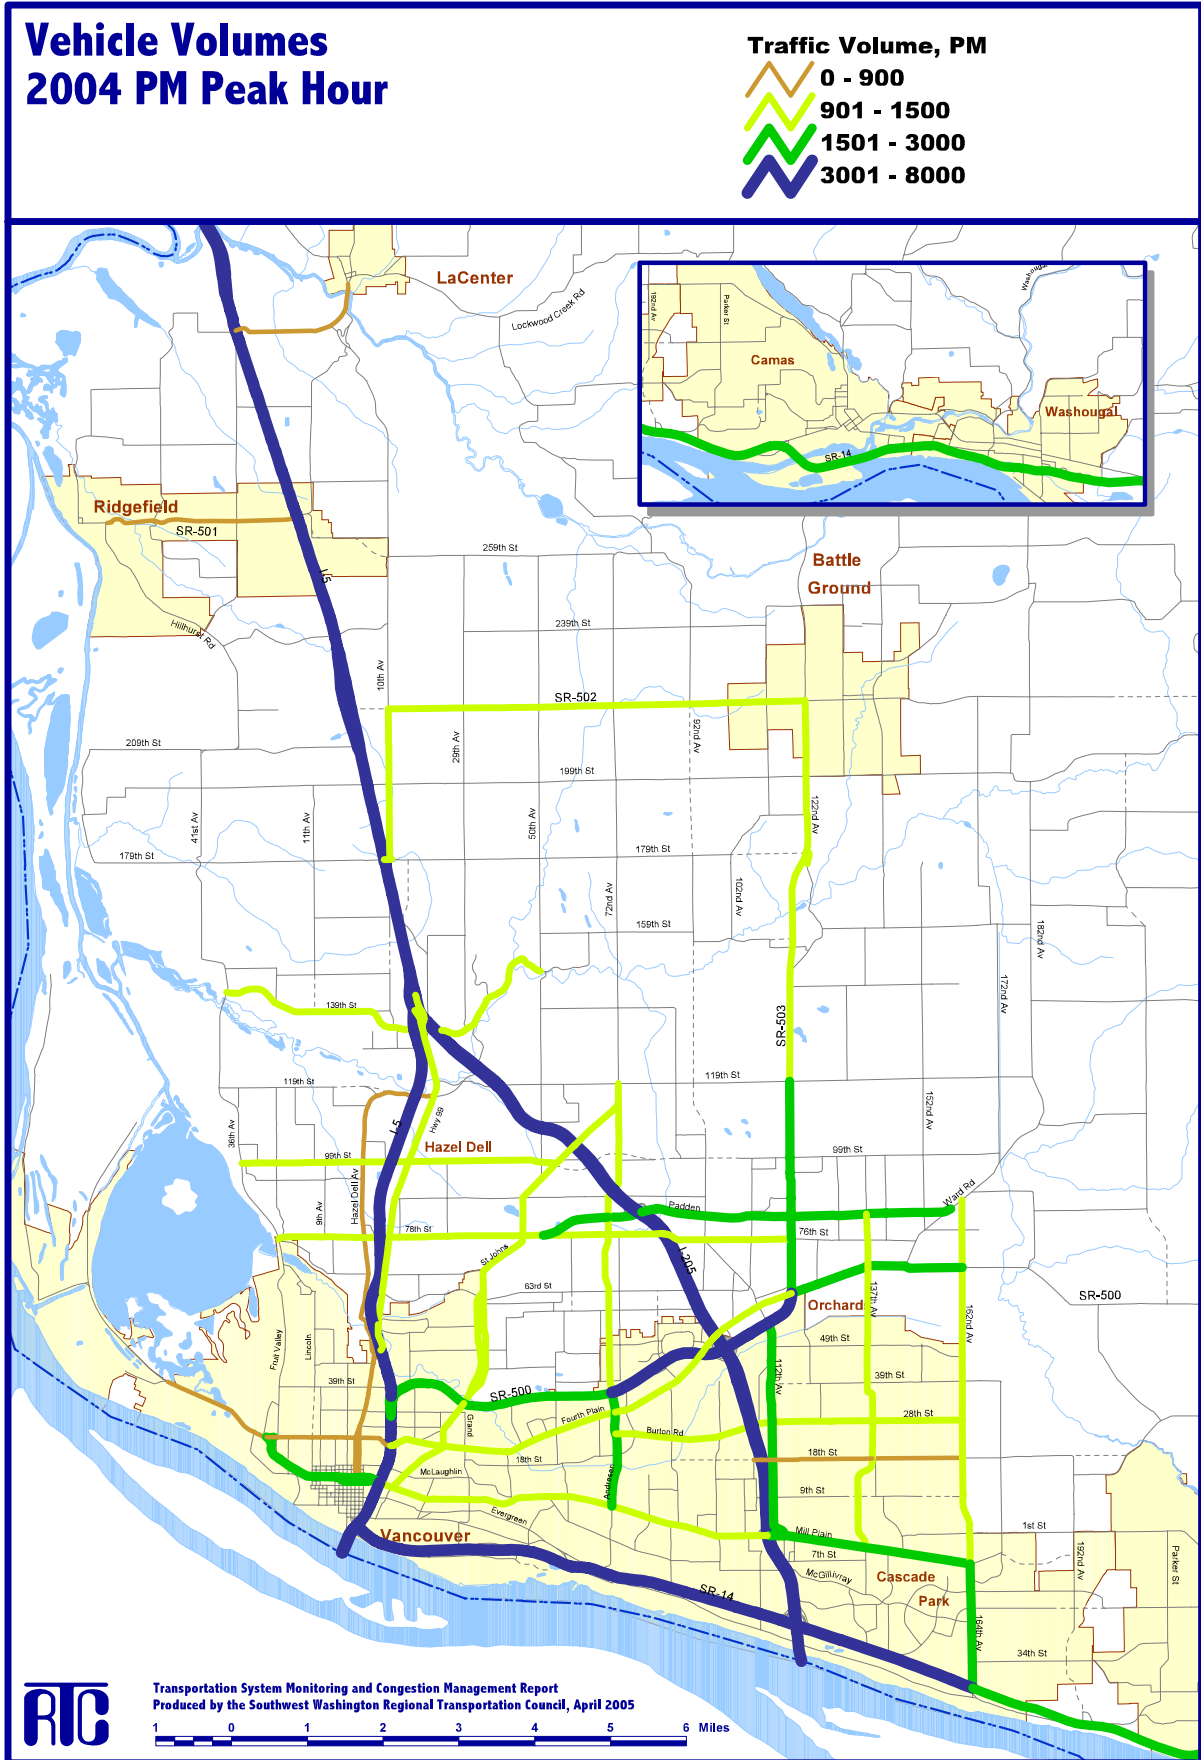 Vehicle Volumes
2004 PM Peak Hour
Traffic Volume, PM
0 - 900
901 - 1500
1501 - 3000
3001 - 8000
LaCenter
Lockwood Creek Rd
192nd Av
Parker St
Camas
Washougal
SR-14
Ridgefield
SR-501
I-5
Hillhurst Rd
259th St
Battle
Ground
239th St
10th Av
SR-502
209th St
29th Av
92nd Av
199th St
41st Av
11th Av
50th Av
122nd Av
179th St
179th St
72nd Av
102nd Av
159th St
182nd Av
172nd Av
139th St
SR-503
119th St
119th St
152nd Av
36th Av
I-5
Hwy 99
Hazel Dell
99th St
99th St
Hazel Dell Av
9th Av
78th St
Padden
Ward Rd
76th St
St Johns
I-205
63rd St
SR-500
Orchards
137th Av
162nd Av
Fruit Valley
Lincoln
49th St
39th St
SR-500
112th Av
39th St
Grand
Fourth Plain
28th St
Burton Rd
18th St
18th St
McLaughlin
Andresen
9th St
Evergreen
Vancouver
Mill Plain
1st St
7th St
McGillivray
Cascade
Park
192nd Av
Parker St
SR-14
164th Av
34th St
RTC
Transportation System Monitoring and Congestion Management Report
Produced by the Southwest Washington Regional Transportation Council, April 2005
1 0 1 2 3 4 5 6 Miles